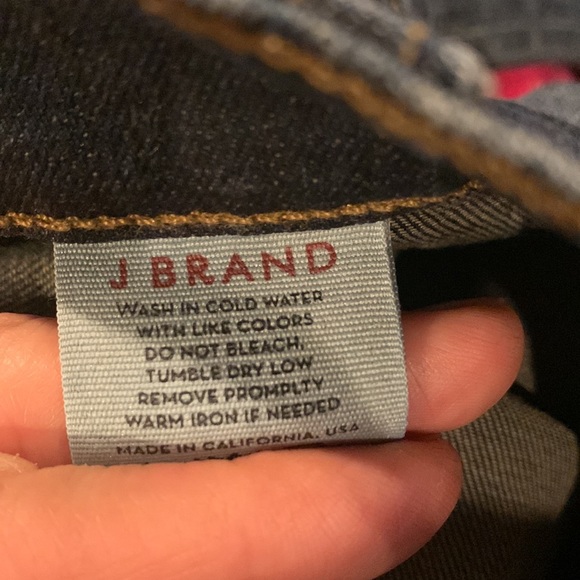 J BRAND
WASH IN COLD WATER
WITH LIKE COLORS
DO NOT BLEACH,
TUMBLE DRY LOW
REMOVE PROMPLTY
WARM IRON IF NEEDED
MADE IN CALIFORNIA, USA